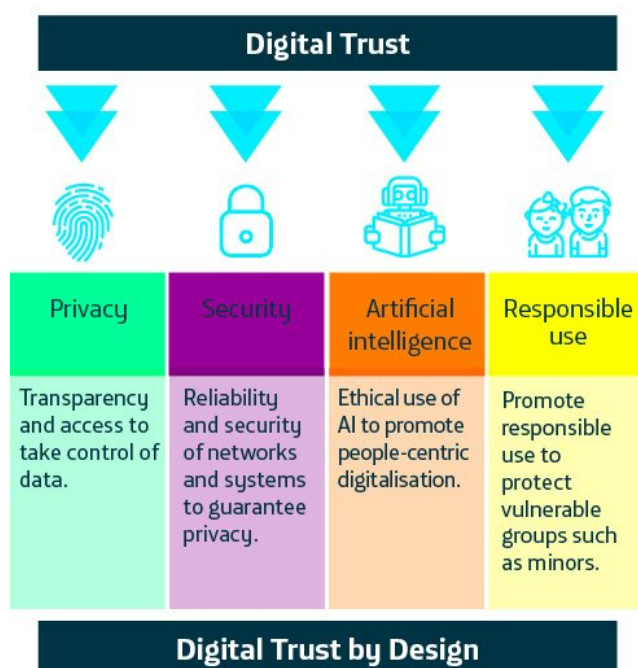 Digital Trust
Privacy
Transparency
and access to
take control of
data.
Security
Reliability
and security
of networks
and systems
to guarantee
privacy.
Artificial
intelligence
Ethical use of
AI to promote
people-centric
digitalisation.
Responsible
use
Promote
responsible
use to
protect
vulnerable
groups such
as minors.
Digital Trust by Design